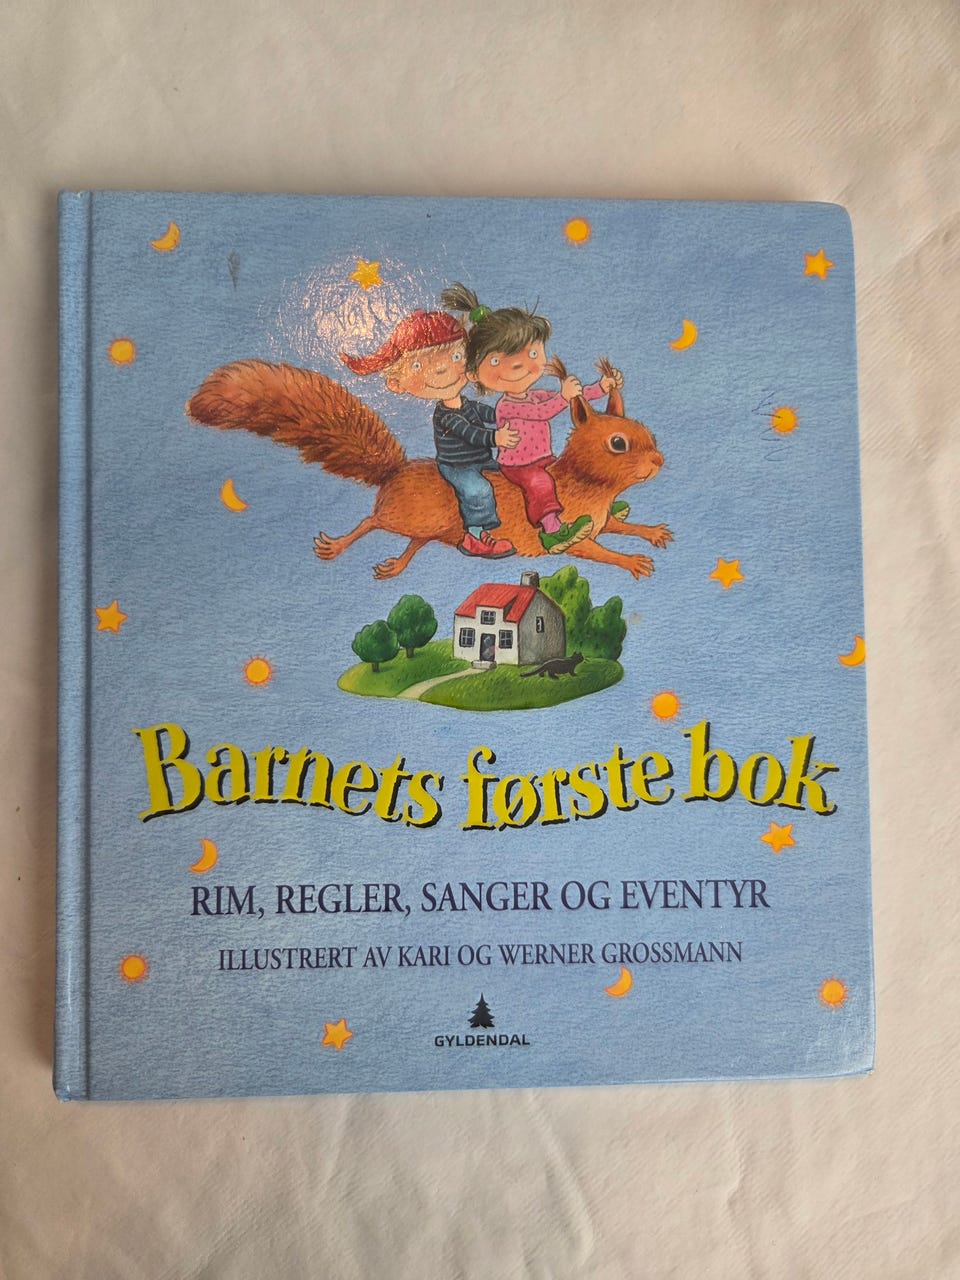 Barnets første bok
RIM, REGLER, SANGER OG EVENTYR
ILLUSTRERT AV KARI OG WERNER GROSSMANN
GYLDENDAL